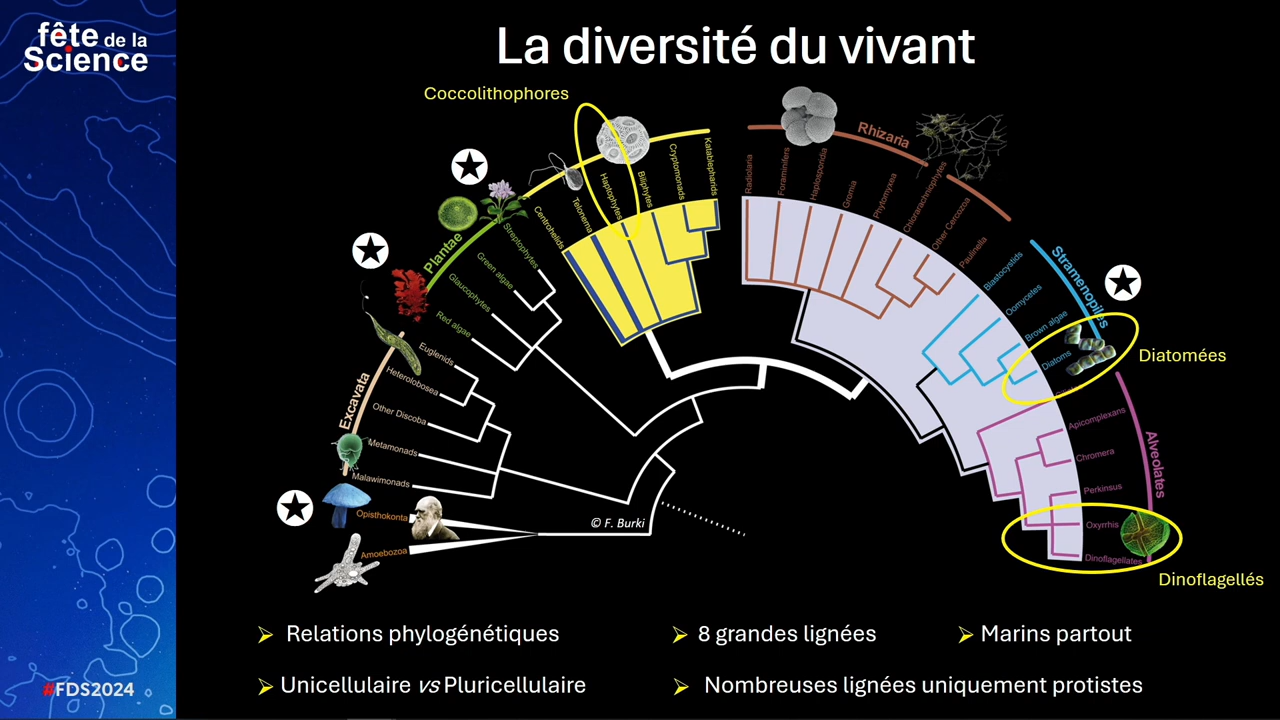 fête de la
Science
La diversité du vivant
Coccolithophores
Rhizaria
Plantae
Stramenopiles
Excavata
Alveolates
Centrohelids
Telonema
Haptophytes
Biliphytes
Cryptomonads
Katablepharids
Radiolaria
Foraminifers
Haplosporidia
Gromia
Phytomyxea
Chlorarachniophytes
Other Cercozoa
Paulinella
Blastocystids
Oomycetes
Brown algae
Diatoms
Diatomées
Streptophytes
Green algae
Glaucophytes
Red algae
Euglenids
Heterolobosea
Other Discoba
Metamonads
Malawimonads
Opisthokonta
Amoebozoa
Apicomplexans
Chromera
Perkinsus
Oxyrrhis
Dinoflagellates
© F. Burki
Dinoflagellés
➢ Relations phylogénétiques
➢ 8 grandes lignées
➢ Marins partout
➢ Unicellulaire vs Pluricellulaire
➢ Nombreuses lignées uniquement protistes
#FDS2024